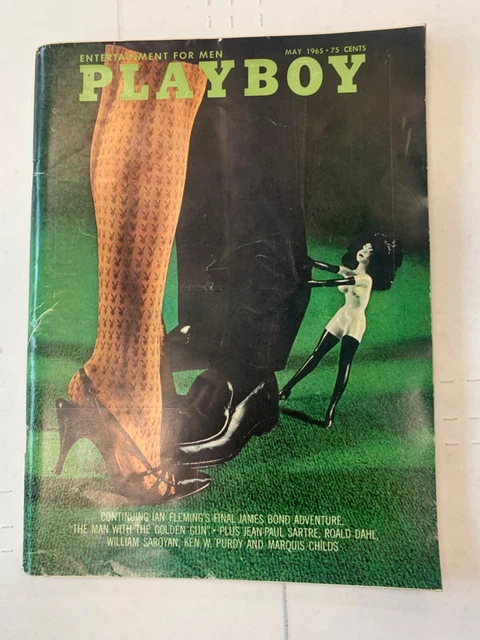 ENTERTAINMENT FOR MEN MAY 1965 • 75 CENTS
PLAYBOY
CONTINUING IAN FLEMING'S FINAL JAMES BOND ADVENTURE,
"THE MAN WITH THE GOLDEN GUN" • PLUS JEAN-PAUL SARTRE, ROALD DAHL,
WILLIAM SAROYAN, KEN W. PURDY AND MARQUIS CHILDS